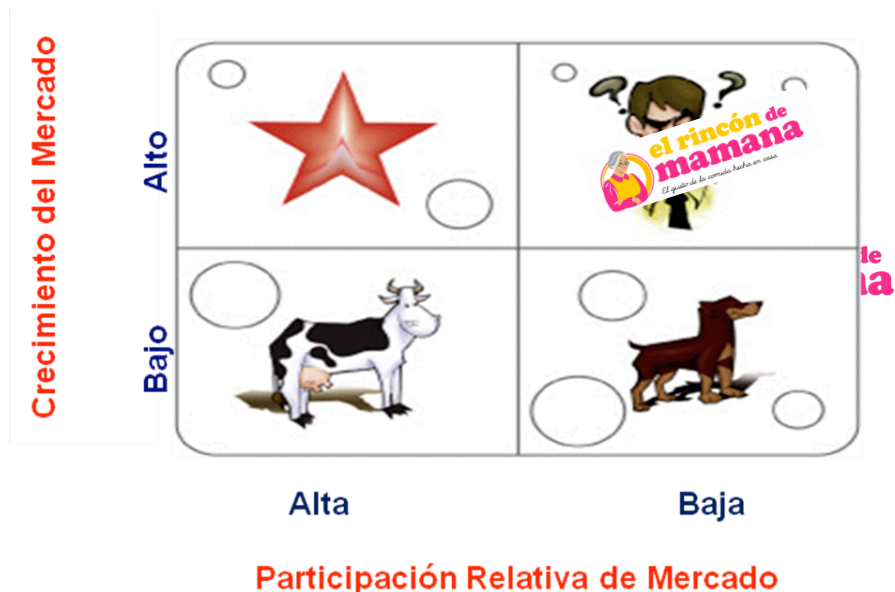 Crecimiento del Mercado
Alto
Bajo
? ?
el rincón de
mamana
El gusto de la comida hecha en casa
de
a
Alta
Baja
Participación Relativa de Mercado